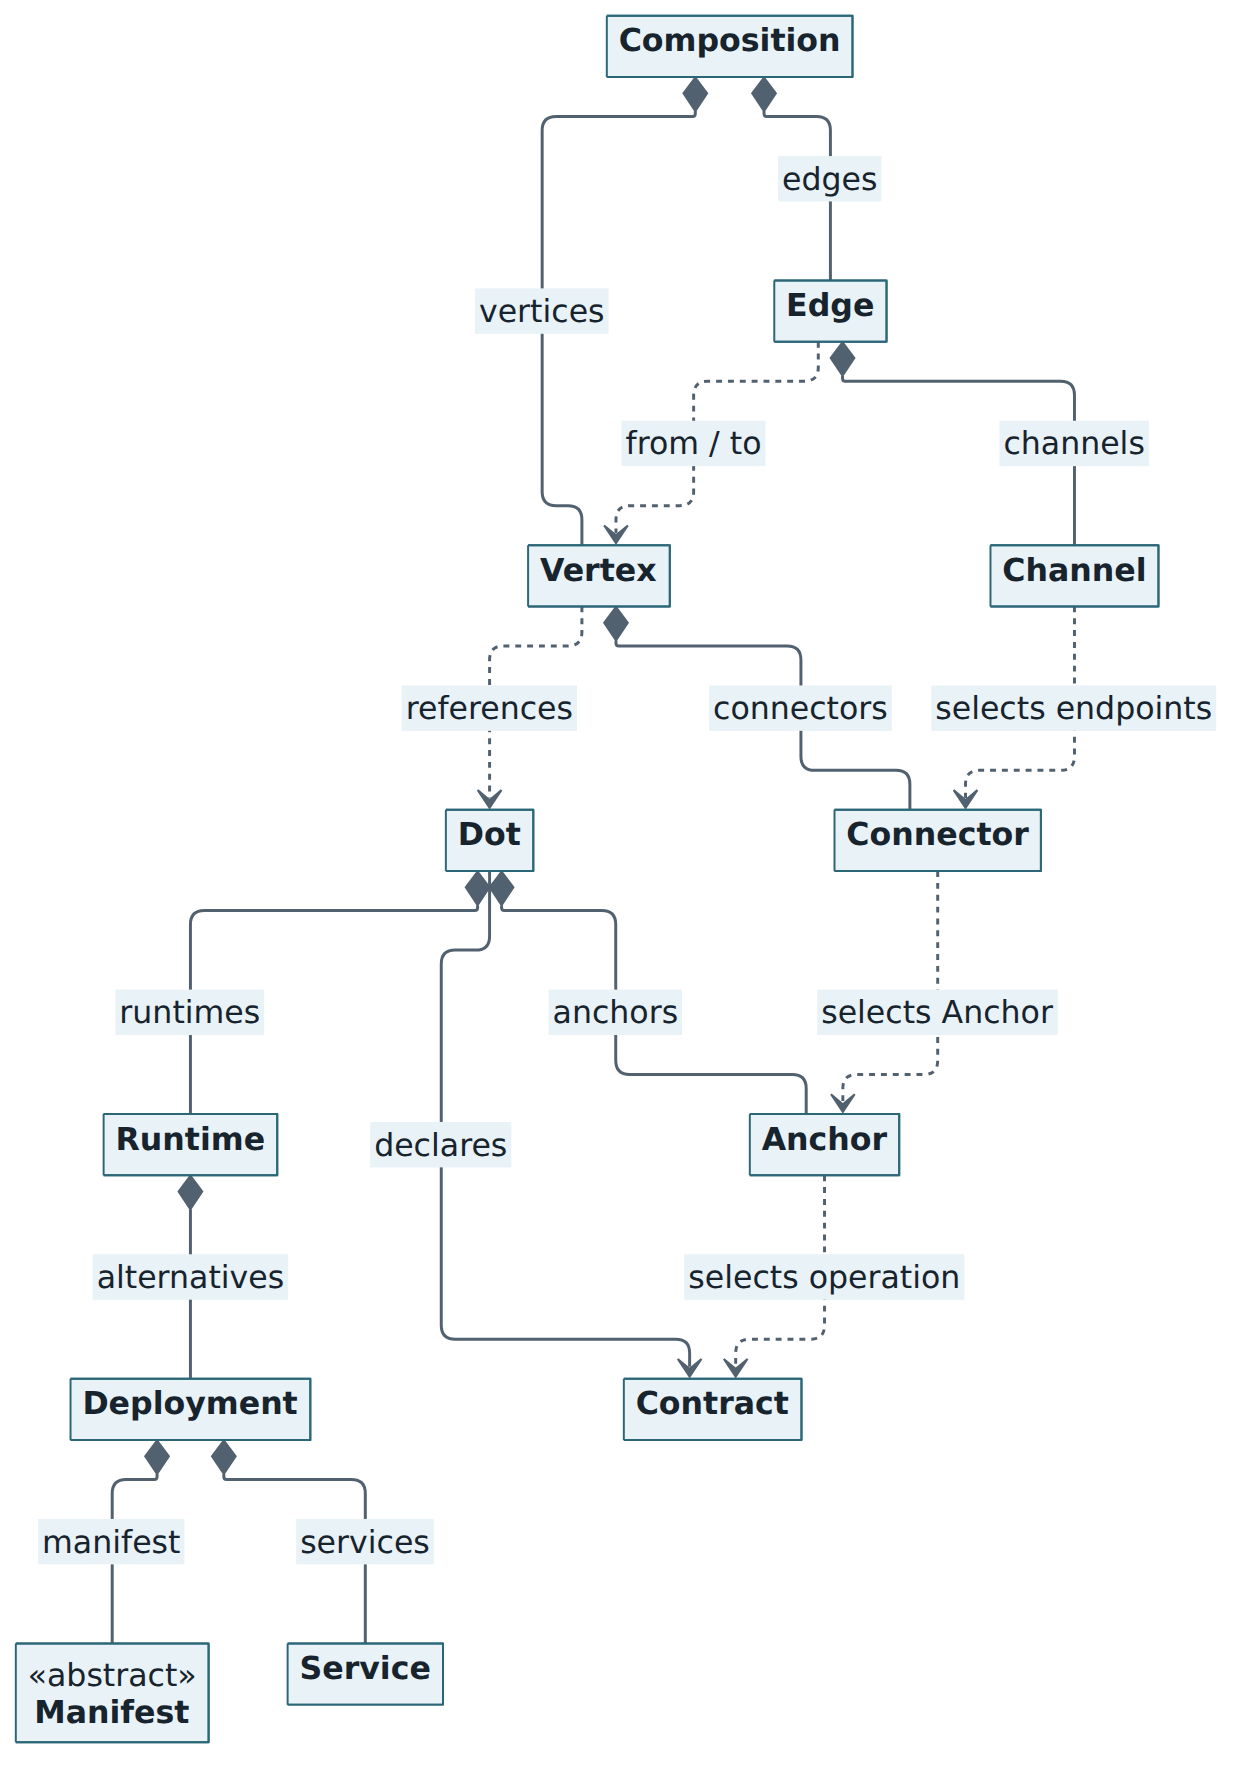 Composition
edges
vertices
Edge
from / to
channels
Vertex
Channel
references
connectors
selects endpoints
Dot
Connector
runtimes
anchors
selects Anchor
Runtime
declares
Anchor
alternatives
selects operation
Deployment
Contract
manifest
services
«abstract»
Manifest
Service